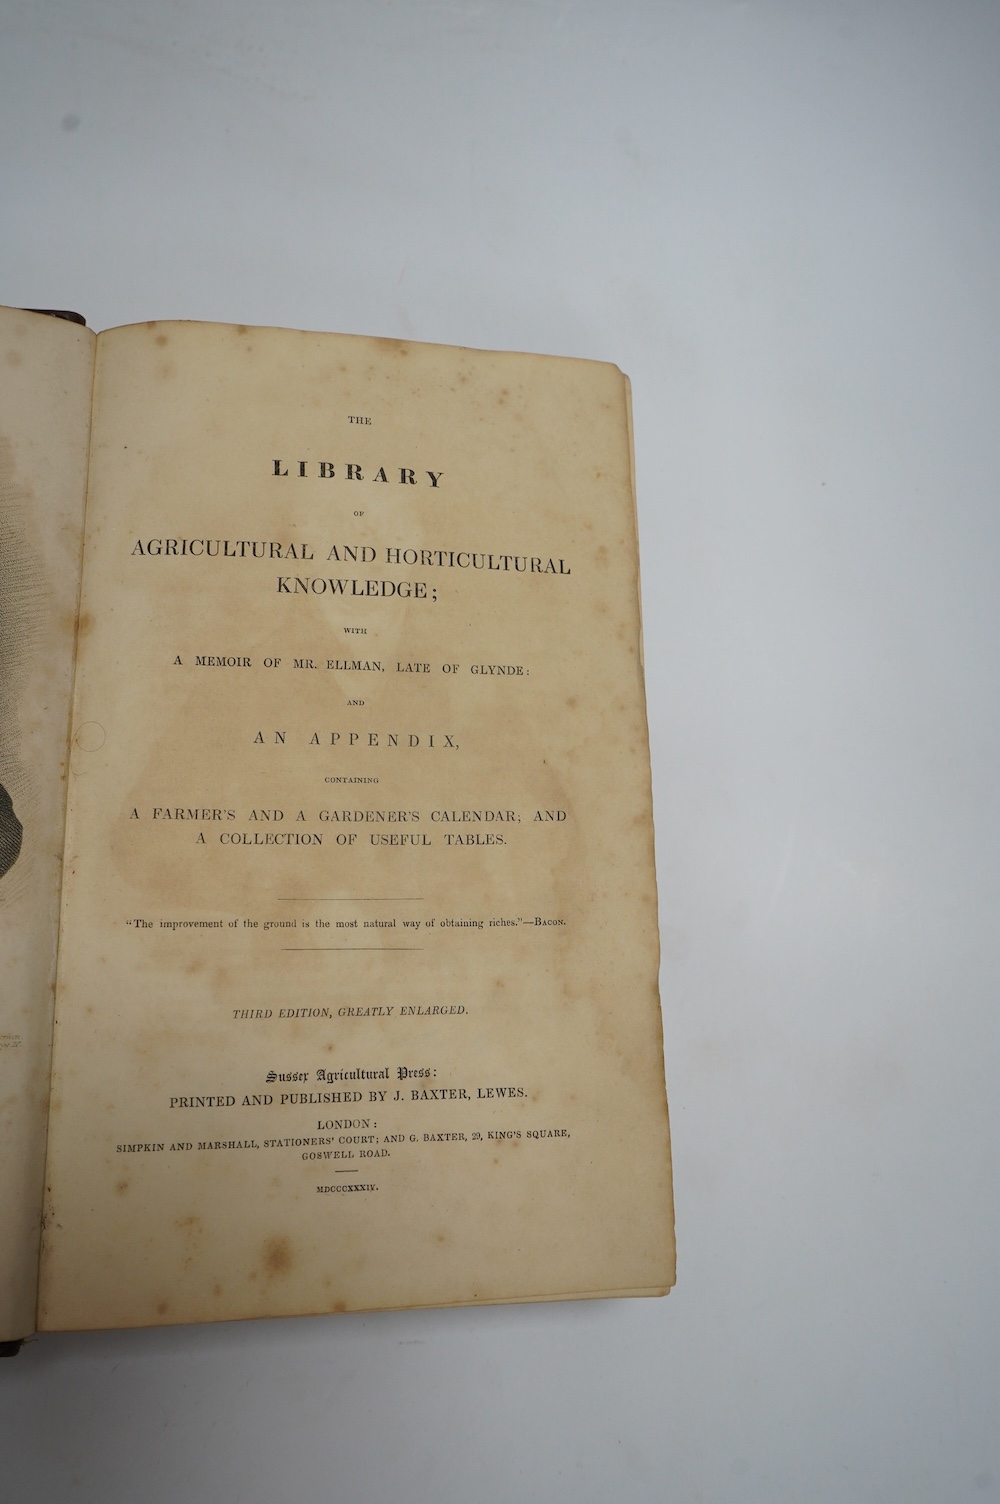 THE
LIBRARY
OF
AGRICULTURAL AND HORTICULTURAL
KNOWLEDGE;
WITH
A MEMOIR OF MR. ELLMAN, LATE OF GLYNDE:
AND
AN APPENDIX,
CONTAINING
A FARMER'S AND A GARDENER'S CALENDAR; AND
A COLLECTION OF USEFUL TABLES.
"The improvement of the ground is the most natural way of obtaining riches."—BACON.
THIRD EDITION, GREATLY ENLARGED.
Sussex Agricultural Press:
PRINTED AND PUBLISHED BY J. BAXTER, LEWES.
LONDON:
SIMPKIN AND MARSHALL, STATIONERS' COURT; AND G. BAXTER, 29, KING'S SQUARE,
GOSWELL ROAD.
MDCCCXXXIV.